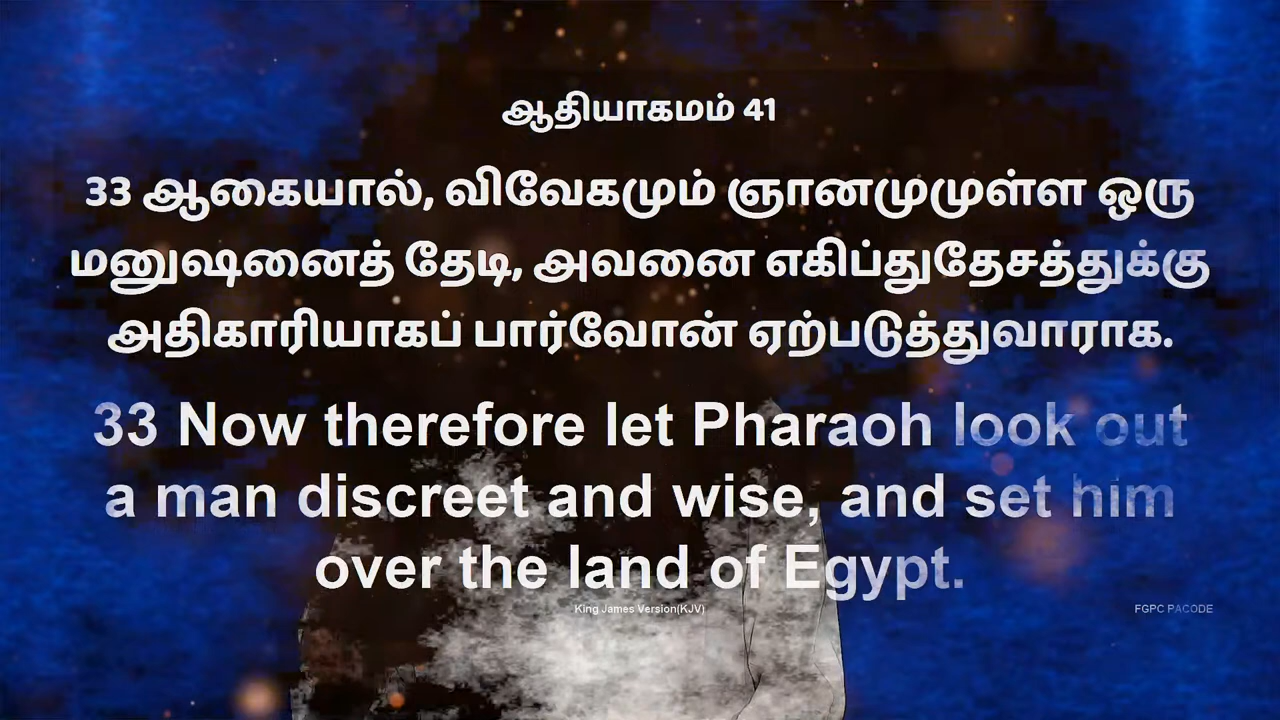 ஆதியாகமம் 41
33 ஆகையால், விவேகமும் ஞானமுமுள்ள ஒரு
மனுஷனைத் தேடி, அவனை எகிப்துதேசத்துக்கு
அதிகாரியாகப் பார்வோன் ஏற்படுத்துவாராக.
33 Now therefore let Pharaoh look out
a man discreet and wise, and set him
over the land of Egypt.
King James Version(KJV)
FGPC PACODE